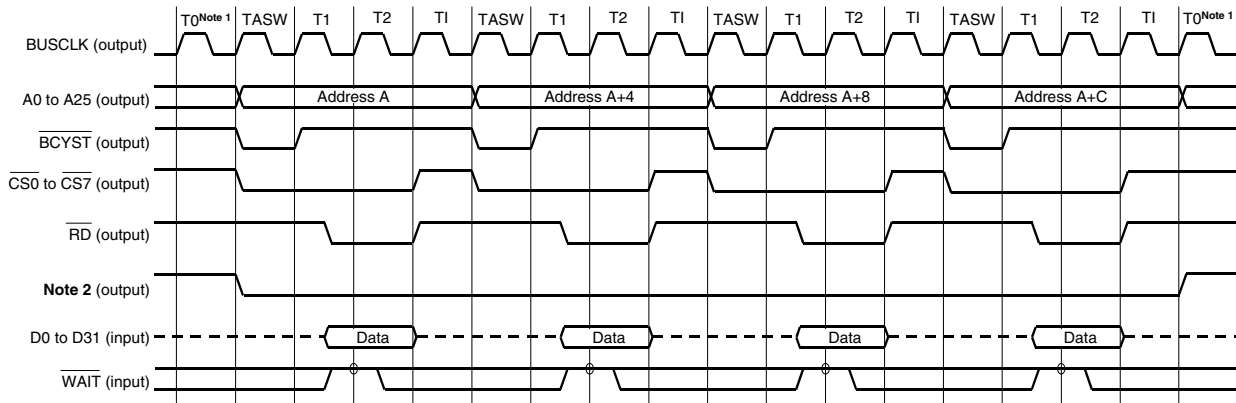 T0Note 1 TASW T1 T2 TI TASW T1 T2 TI TASW T1 T2 TI TASW T1 T2 TI T0Note 1
BUSCLK (output)
A0 to A25 (output) Address A Address A+4 Address A+8 Address A+C
BCYST (output)
CS0 to CS7 (output)
RD (output)
Note 2 (output)
D0 to D31 (input) Data Data Data Data
WAIT (input)